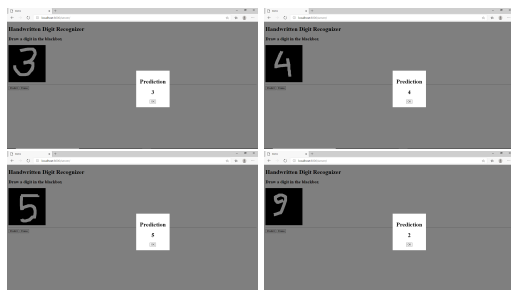 Handwritten Digit Recognizer
Draw a digit in the blackbox
3
Prediction
3
Handwritten Digit Recognizer
Draw a digit in the blackbox
4
Prediction
4
Handwritten Digit Recognizer
Draw a digit in the blackbox
5
Prediction
5
Handwritten Digit Recognizer
Draw a digit in the blackbox
9
Prediction
2